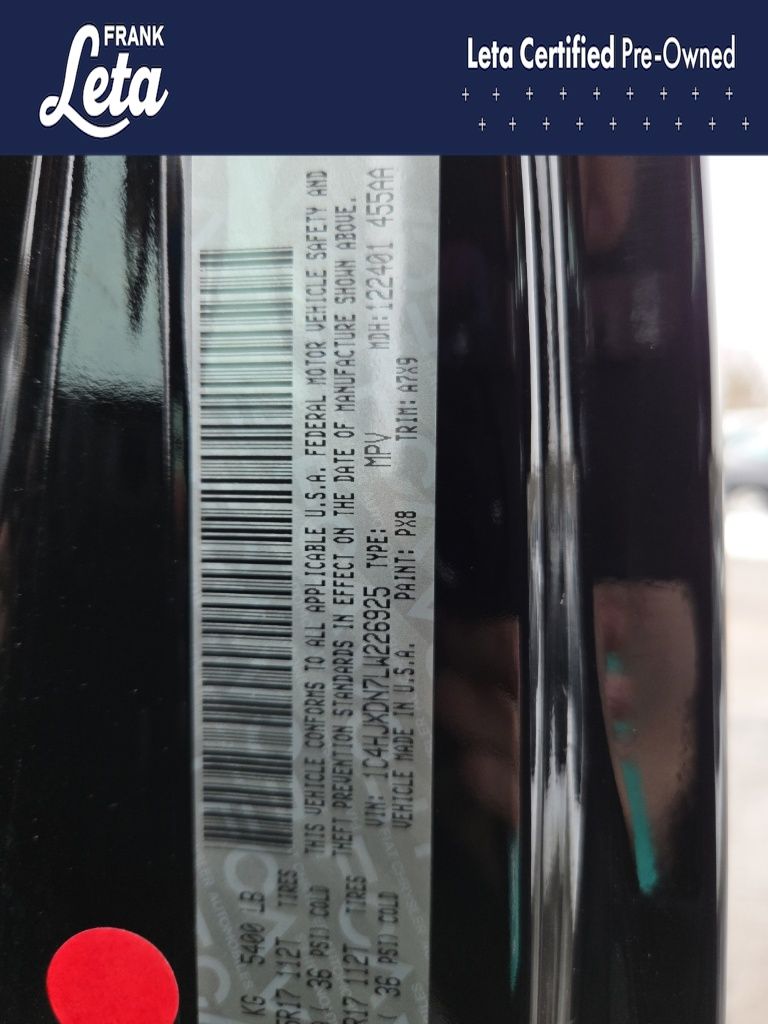 FRANK
Leta
Leta Certified Pre-Owned
KG 5400 LB
5R17 112T TIRES
36 PSI) COLD
R17 112T TIRES
( 36 PSI) COLD
THIS VEHICLE CONFORMS TO ALL APPLICABLE U.S.A. FEDERAL MOTOR VEHICLE SAFETY AND
THEFT PREVENTION STANDARDS IN EFFECT ON THE DATE OF MANUFACTURE SHOWN ABOVE.
VIN: 1C4HJXDN7LW226925 TYPE: MPV MDH: 122401 455AA
VEHICLE MADE IN U.S.A. PAINT: PX8 TRIM: A7X9